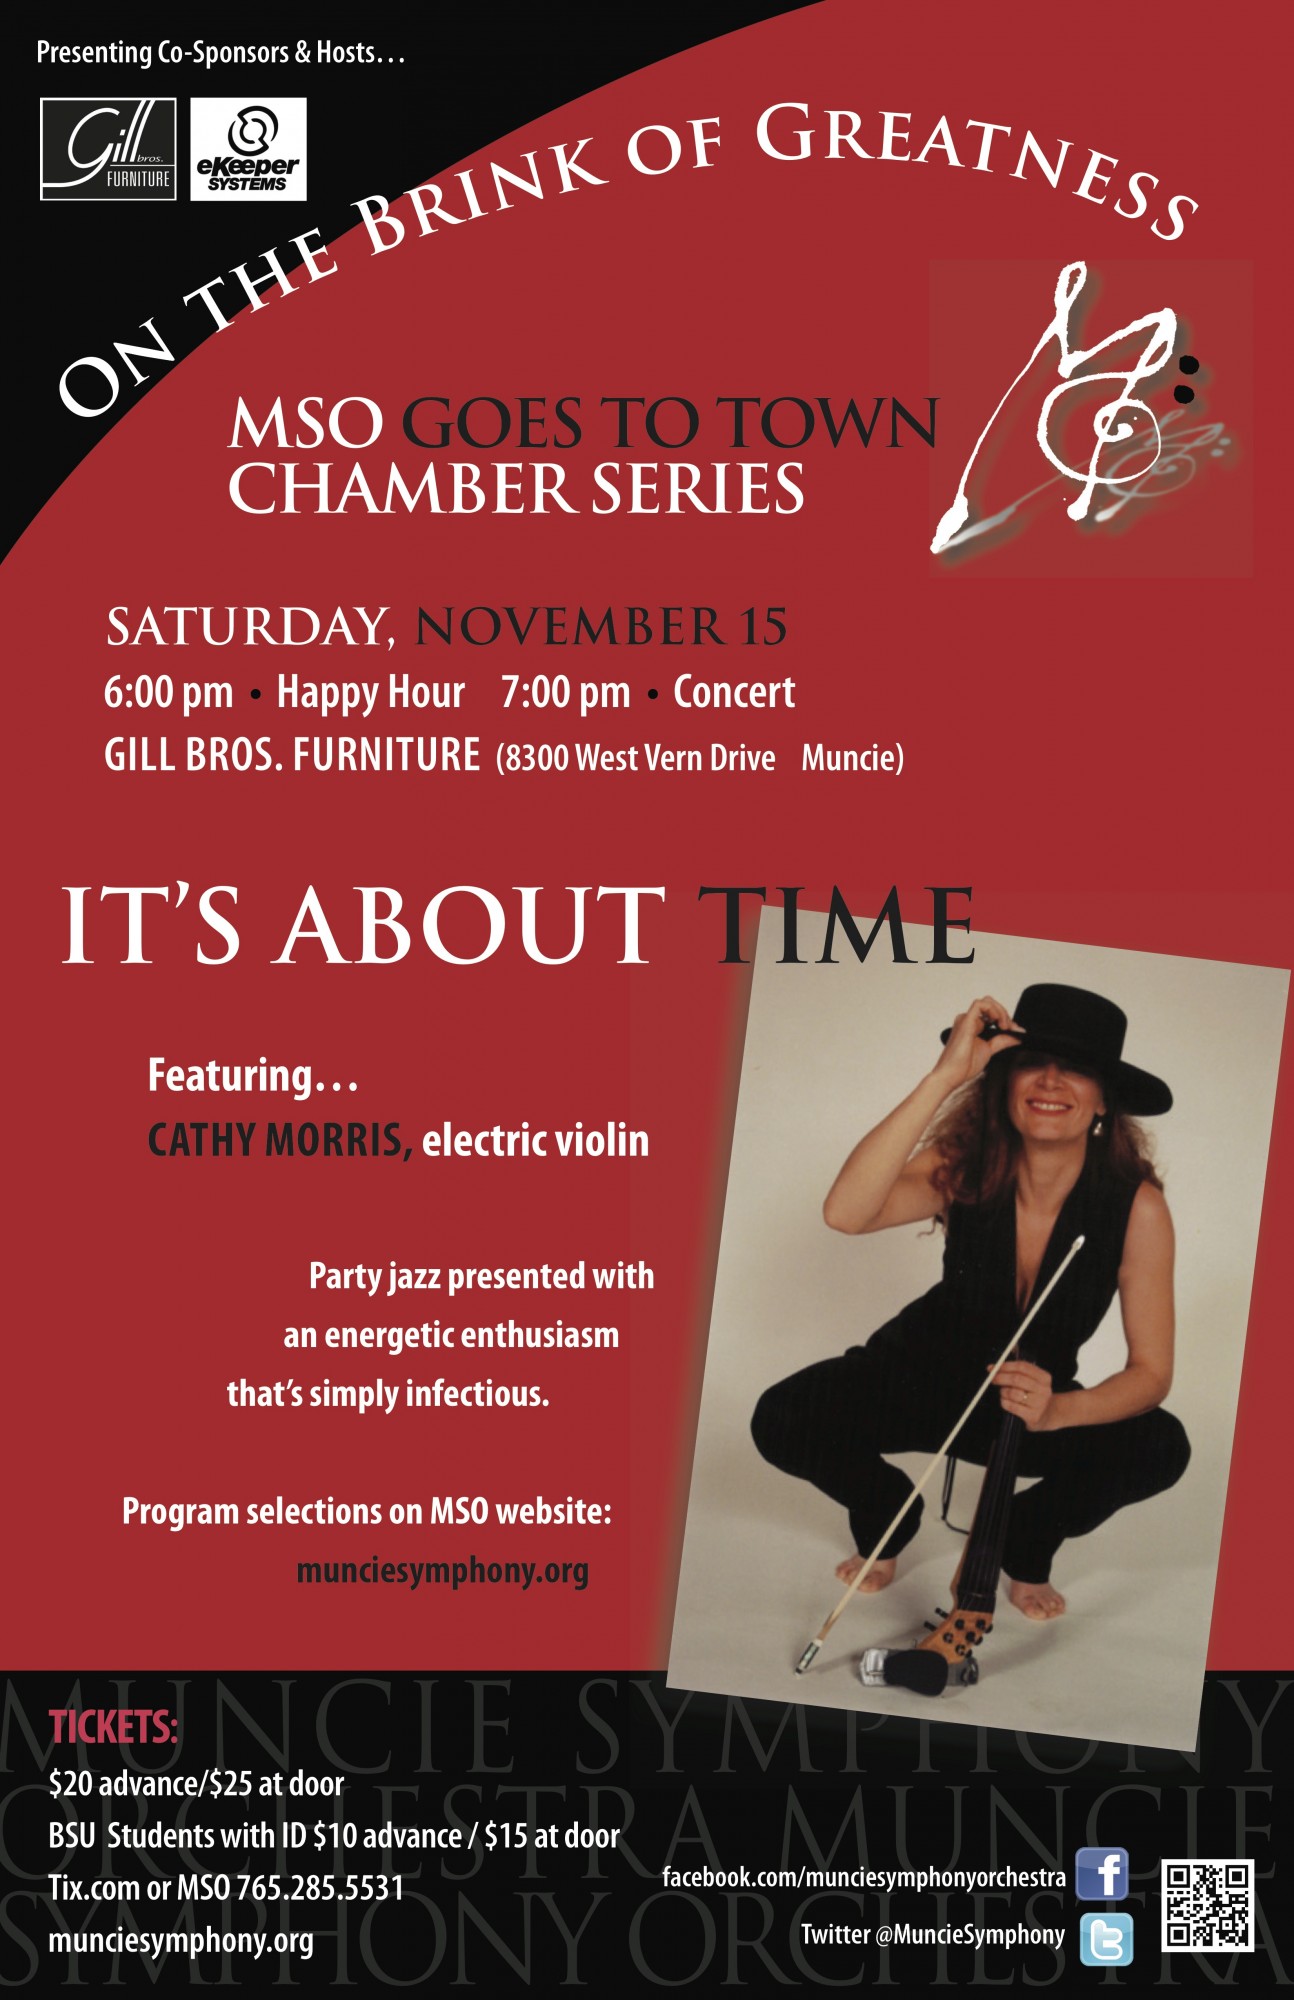 Presenting Co-Sponsors & Hosts…
Gill bros. FURNITURE
eKeeper SYSTEMS
ON THE BRINK OF GREATNESS
MSO GOES TO TOWN
CHAMBER SERIES
SATURDAY, NOVEMBER 15
6:00 pm • Happy Hour 7:00 pm • Concert
GILL BROS. FURNITURE (8300 West Vern Drive Muncie)
IT'S ABOUT TIME
Featuring…
CATHY MORRIS, electric violin
Party jazz presented with
an energetic enthusiasm
that's simply infectious.
Program selections on MSO website:
munciesymphony.org
MUNCIE SYMPHONY
ORCHESTRA MUNCIE
SYMPHONY ORCHESTRA
TICKETS:
$20 advance/$25 at door
BSU Students with ID $10 advance / $15 at door
Tix.com or MSO 765.285.5531
munciesymphony.org
facebook.com/munciesymphonyorchestra
f
Twitter @MuncieSymphony
t